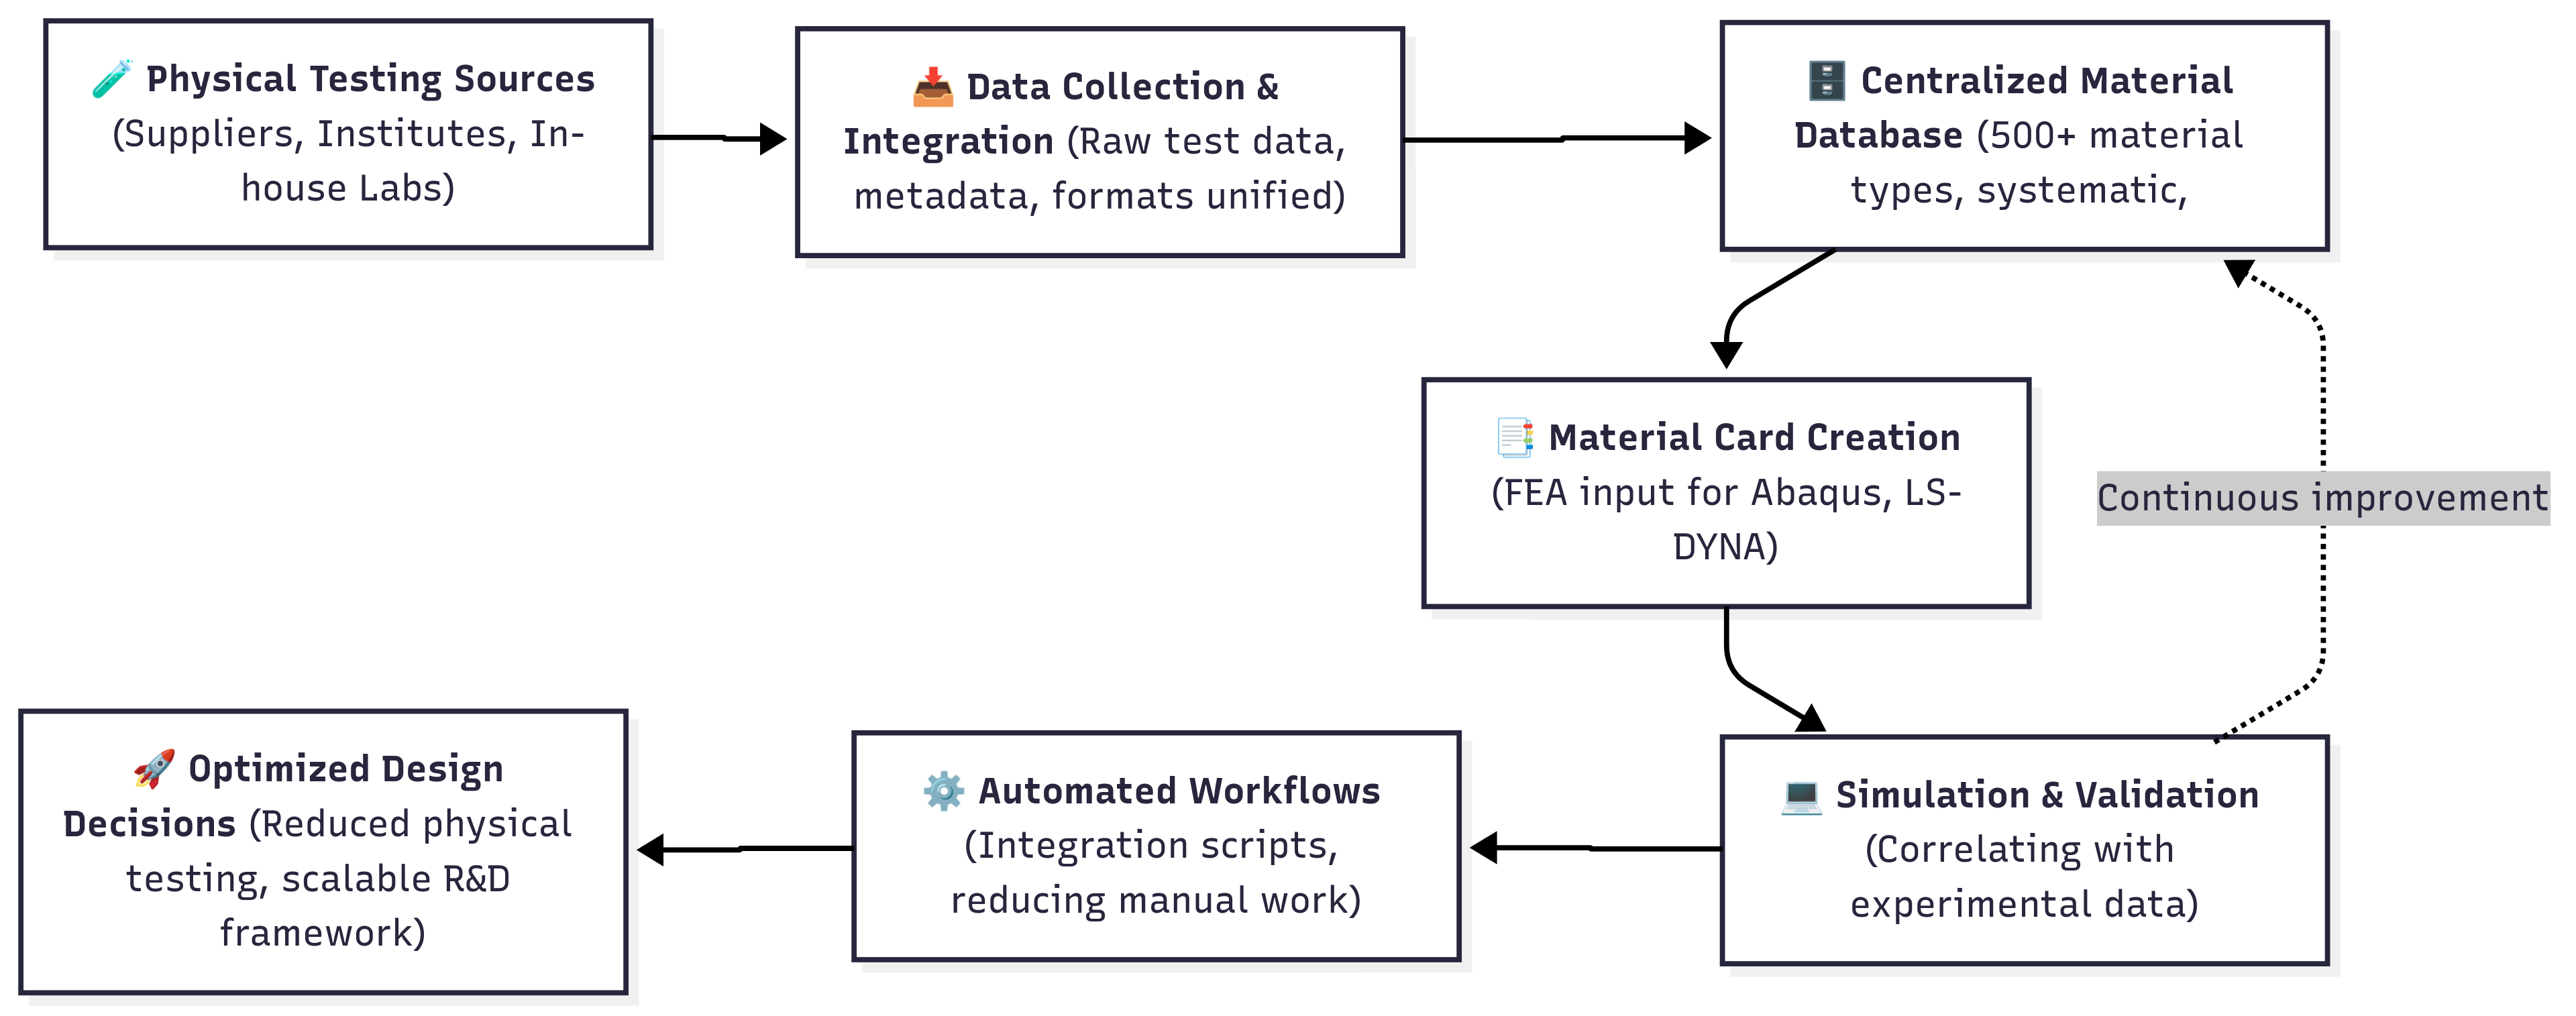 🧪 Physical Testing Sources
(Suppliers, Institutes, In-
house Labs)
📥 Data Collection &
Integration (Raw test data,
metadata, formats unified)
🗄️ Centralized Material
Database (500+ material
types, systematic,
📑 Material Card Creation
(FEA input for Abaqus, LS-
DYNA)
Continuous improvement
💻 Simulation & Validation
(Correlating with
experimental data)
⚙️ Automated Workflows
(Integration scripts,
reducing manual work)
🚀 Optimized Design
Decisions (Reduced physical
testing, scalable R&D
framework)